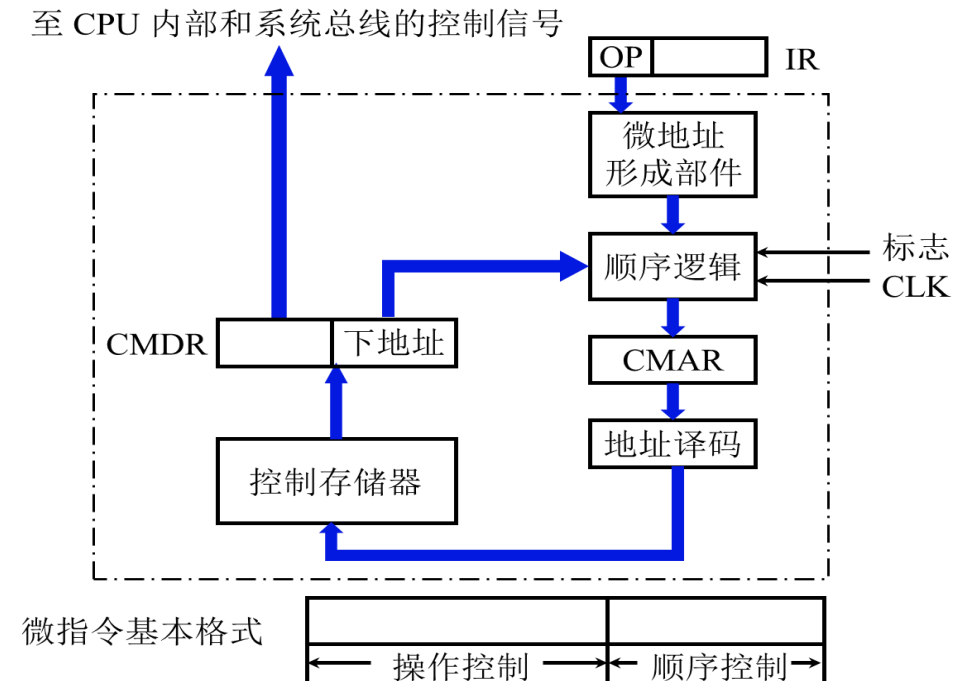 至 CPU 内部和系统总线的控制信号
OP
IR
微地址
形成部件
顺序逻辑
标志
CLK
CMDR
下地址
CMAR
地址译码
控制存储器
微指令基本格式
操作控制
顺序控制